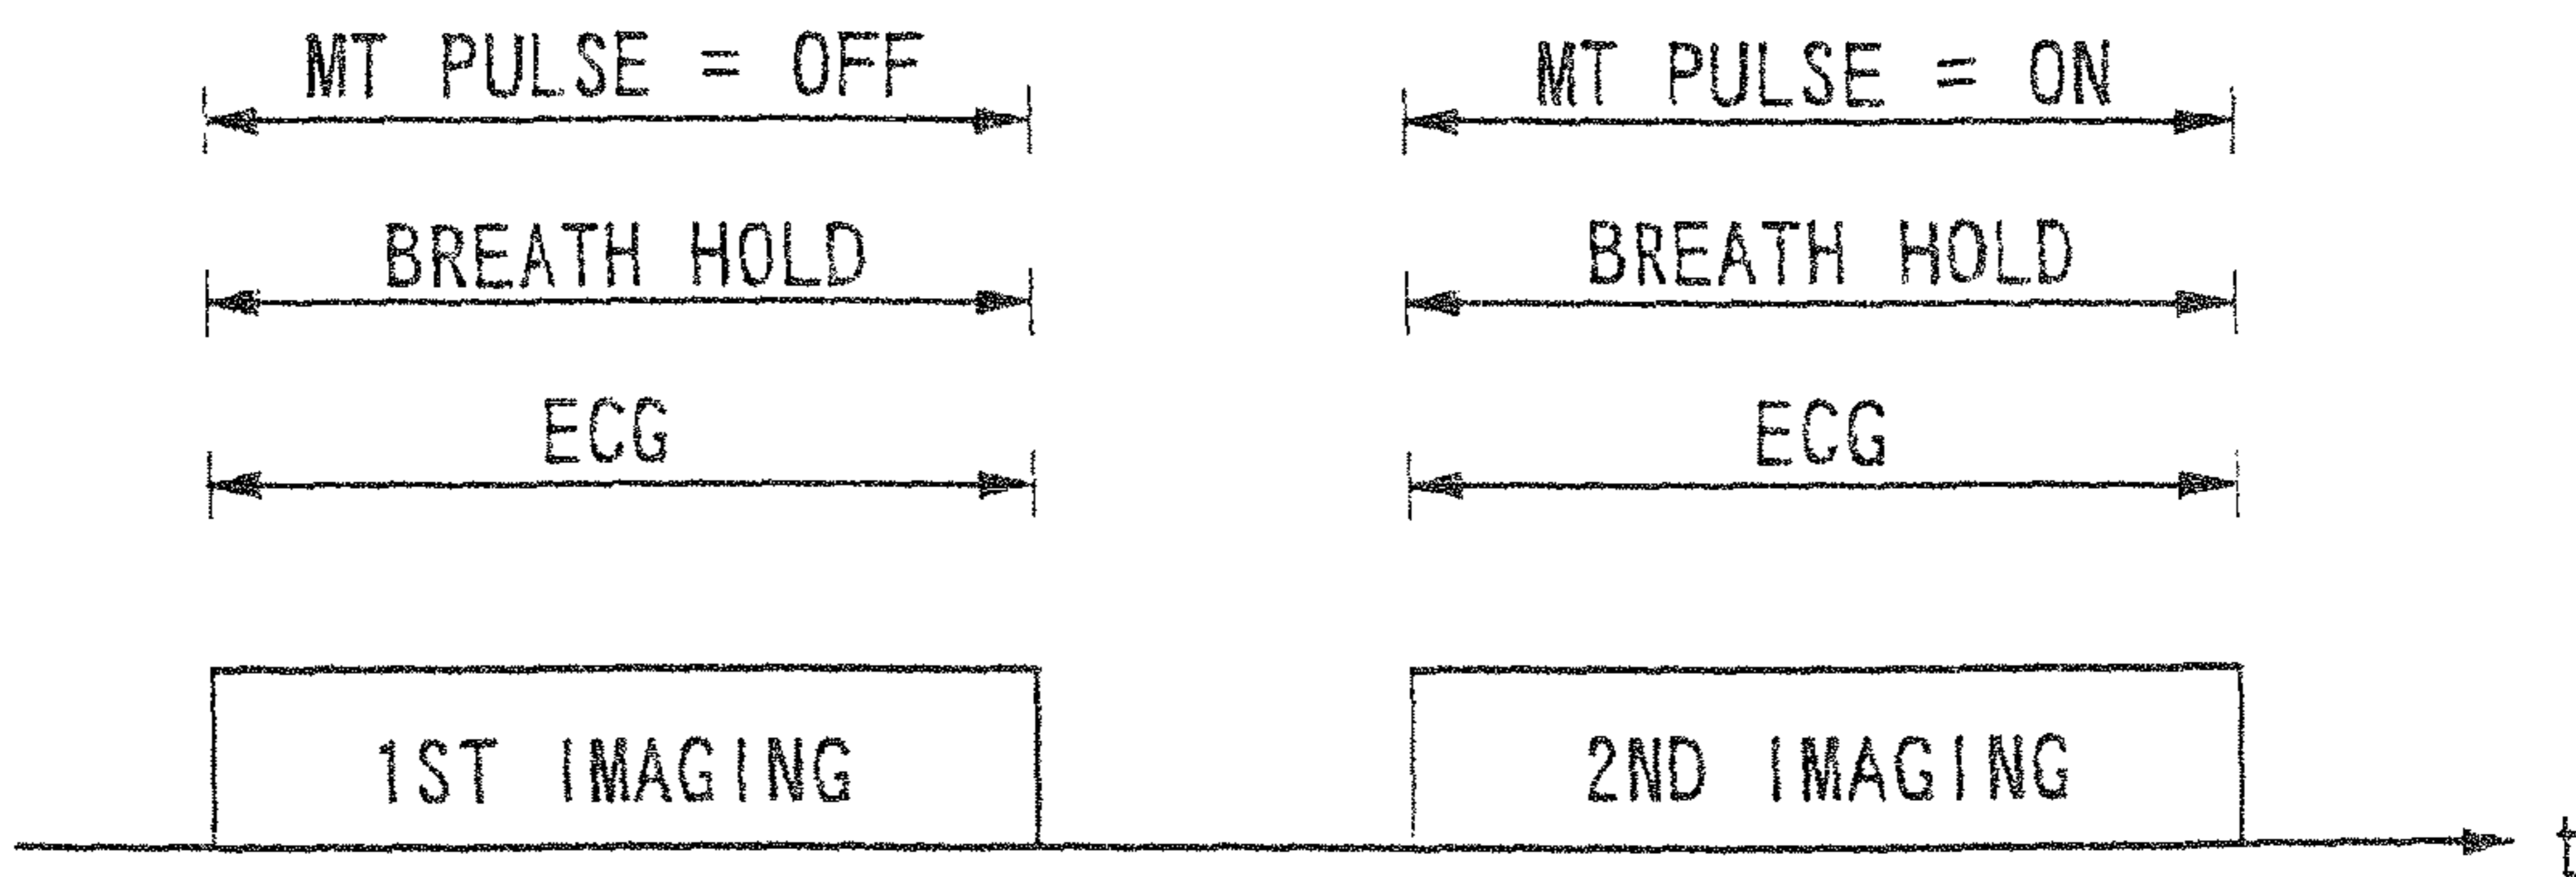 MT PULSE = OFF
MT PULSE = ON
BREATH HOLD
BREATH HOLD
ECG
ECG
1ST IMAGING
2ND IMAGING
t